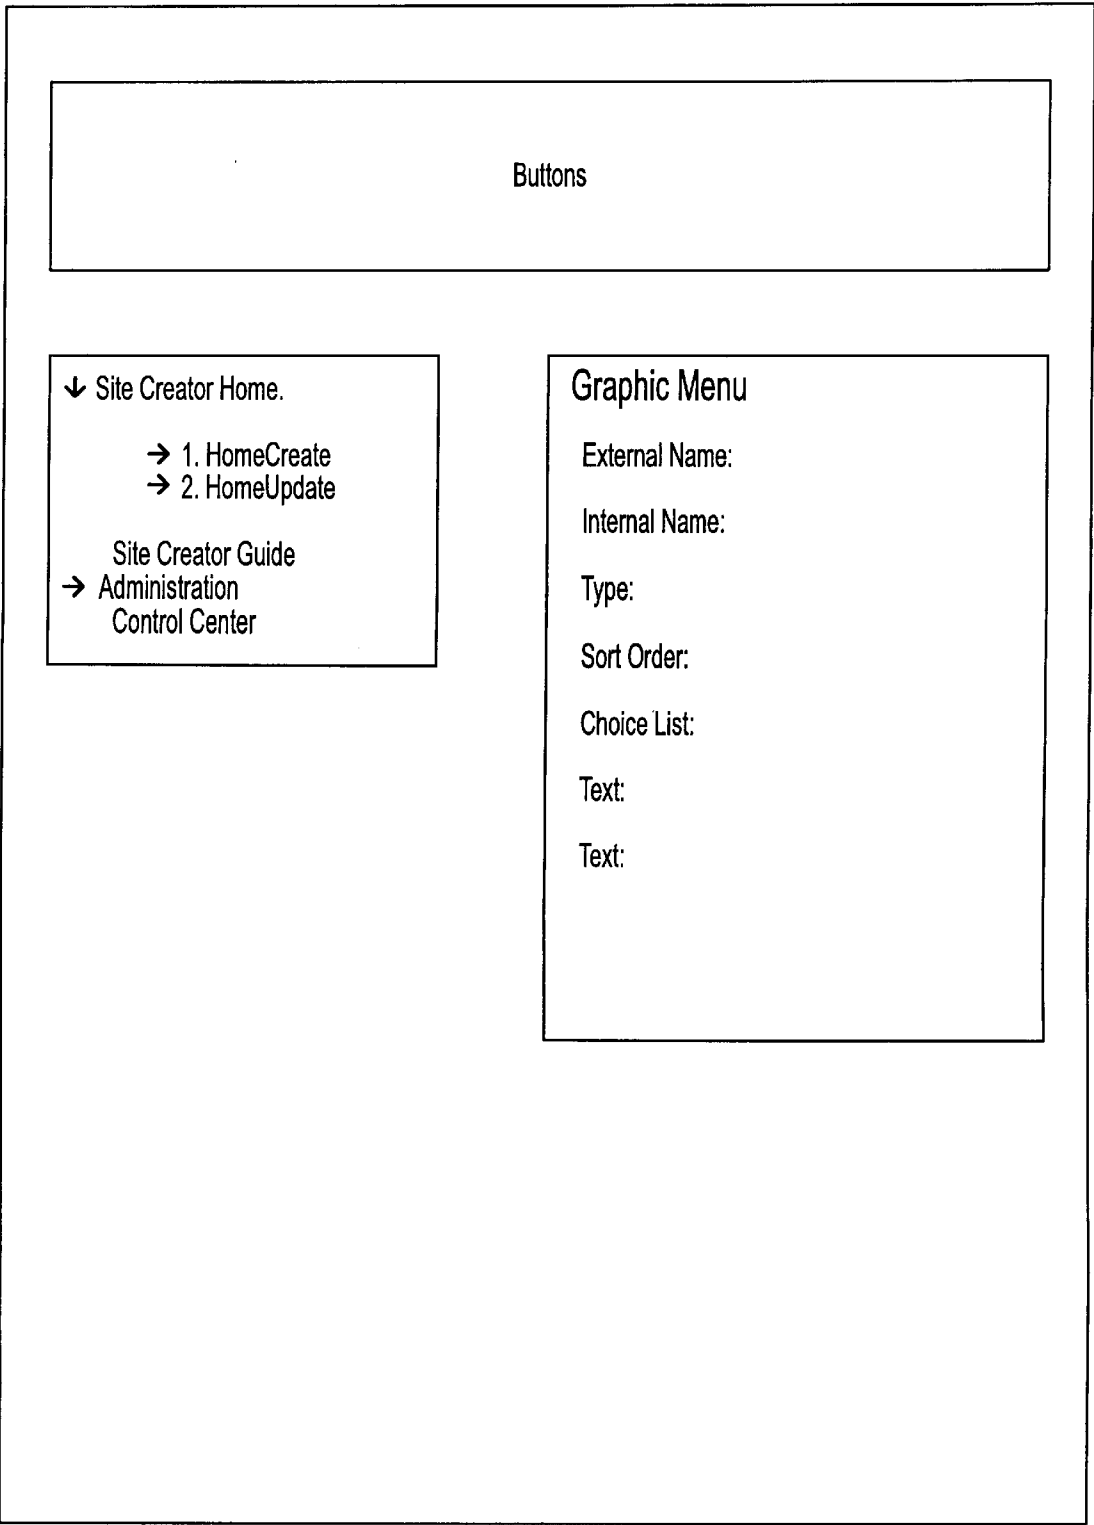 Buttons
↓ Site Creator Home.
→ 1. HomeCreate
→ 2. HomeUpdate
Site Creator Guide
→ Administration
Control Center
Graphic Menu
External Name:
Internal Name:
Type:
Sort Order:
Choice List:
Text:
Text: